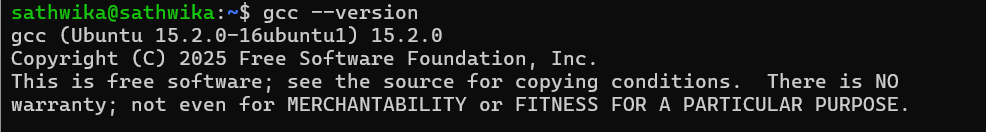 sathwika@sathwika:~$ gcc --version
gcc (Ubuntu 15.2.0-16ubuntu1) 15.2.0
Copyright (C) 2025 Free Software Foundation, Inc.
This is free software; see the source for copying conditions.  There is NO
warranty; not even for MERCHANTABILITY or FITNESS FOR A PARTICULAR PURPOSE.